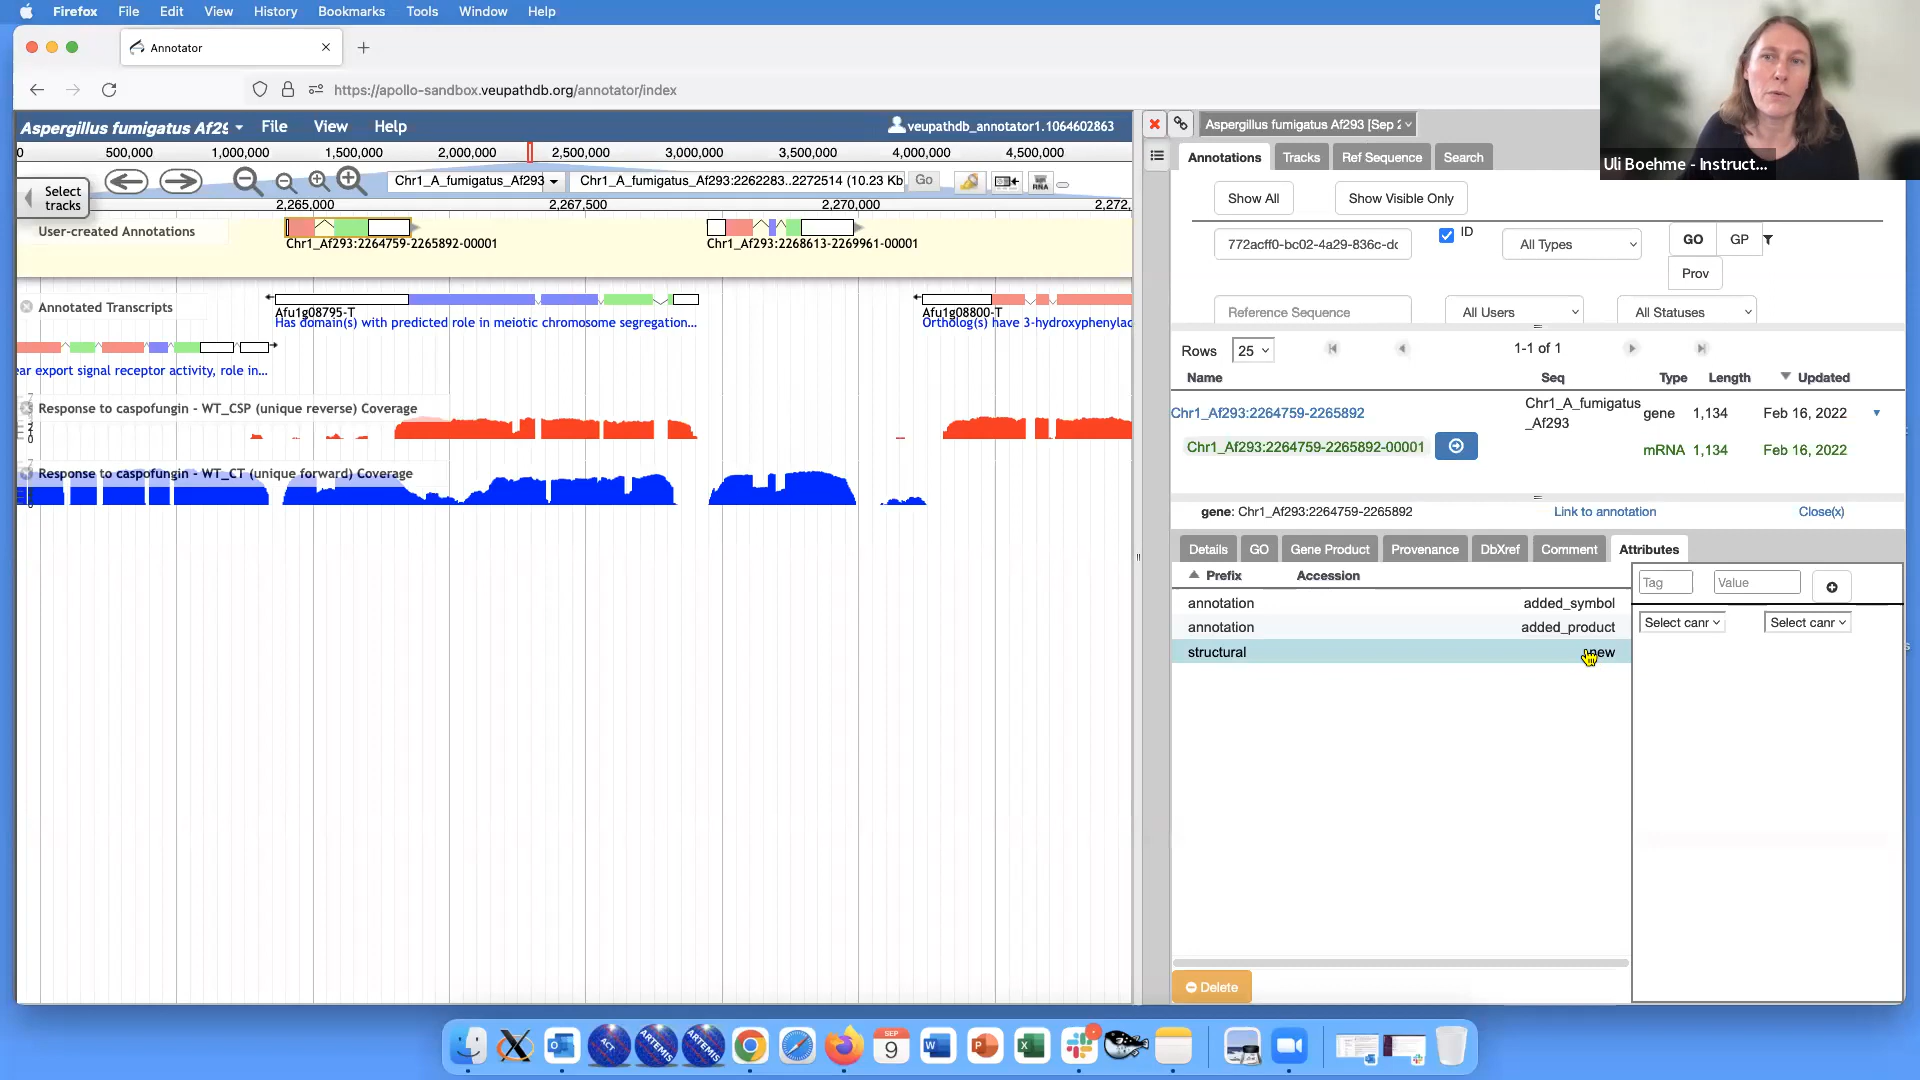 Firefox File Edit View History Bookmarks Tools Window Help
Annotator
https://apollo-sandbox.veupathdb.org/annotator/index
Aspergillus fumigatus Af29 File View Help veupathdb_annotator1.1064602863
0 500,000 1,000,000 1,500,000 2,000,000 2,500,000 3,000,000 3,500,000 4,000,000 4,500,000
Select tracks
Chr1_A_fumigatus_Af293 Chr1_A_fumigatus_Af293:2262283..2272514 (10.23 Kb Go RNA
2,265,000 2,267,500 2,270,000 2,272,
User-created Annotations
Chr1_Af293:2264759-2265892-00001 Chr1_Af293:2268613-2269961-00001
Annotated Transcripts
Afu1g08795-T Afu1g08800-T
Has domain(s) with predicted role in meiotic chromosome segregation... Ortholog(s) have 3-hydroxyphenylac
ear export signal receptor activity, role in...
Response to caspofungin - WT_CSP (unique reverse) Coverage
Response to caspofungin - WT_CT (unique forward) Coverage
Aspergillus fumigatus Af293 [Sep 2
Annotations Tracks Ref Sequence Search
Show All Show Visible Only
772acff0-bc02-4a29-836c-dc ID All Types GO GP
Prov
Reference Sequence All Users All Statuses
Rows 25 1-1 of 1
Name Seq Type Length Updated
Chr1_Af293:2264759-2265892 Chr1_A_fumigatus_Af293 gene 1,134 Feb 16, 2022
Chr1_Af293:2264759-2265892-00001 mRNA 1,134 Feb 16, 2022
gene: Chr1_Af293:2264759-2265892 Link to annotation Close(x)
Details GO Gene Product Provenance DbXref Comment Attributes
Prefix Accession
Tag Value
annotation added_symbol
Select canr Select canr
annotation added_product
structural new
Delete
Uli Boehme - Instruct...
ACT ARTEMIS ARTEMIS SEP 9